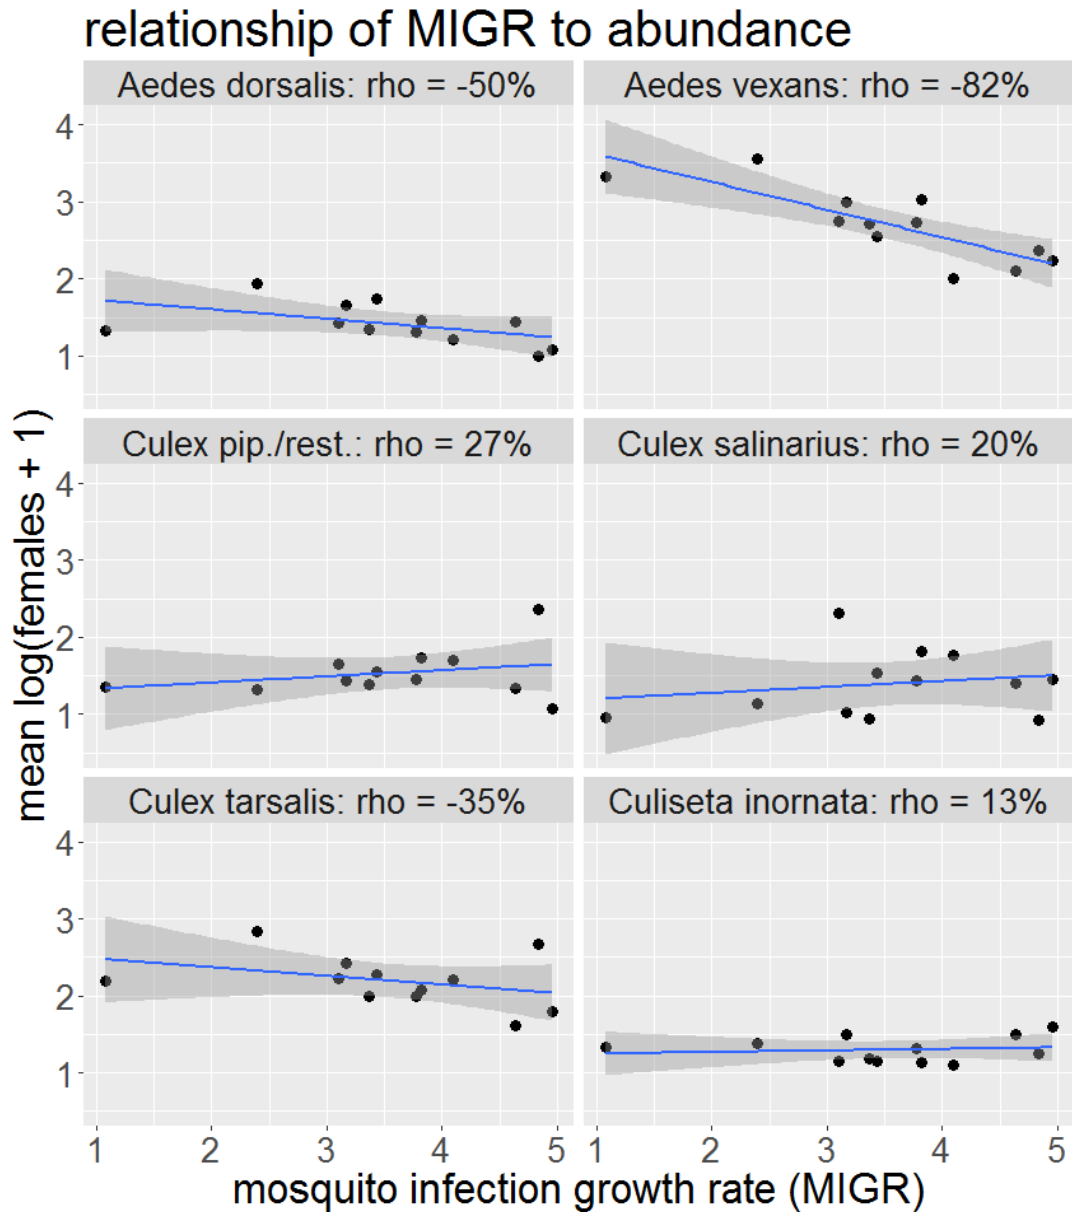 relationship of MIGR to abundance
Aedes dorsalis: rho = -50%
Aedes vexans: rho = -82%
4
3
2
1
mean log(females + 1)
Culex pip./rest.: rho = 27%
Culex salinarius: rho = 20%
4
3
2
1
Culex tarsalis: rho = -35%
Culiseta inornata: rho = 13%
4
3
2
1
1 2 3 4 5 1 2 3 4 5
mosquito infection growth rate (MIGR)